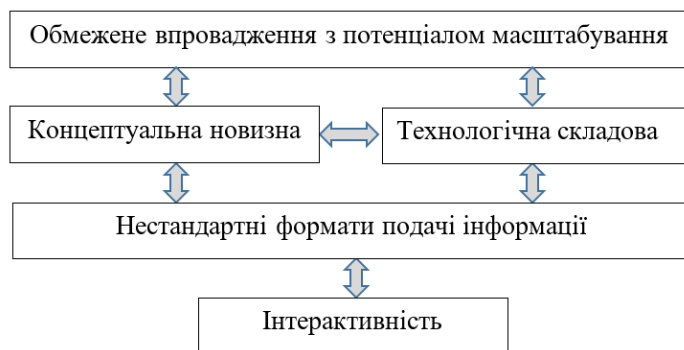 Обмежене впровадження з потенціалом масштабування
Концептуальна новизна
Технологічна складова
Нестандартні формати подачі інформації
Інтерактивність